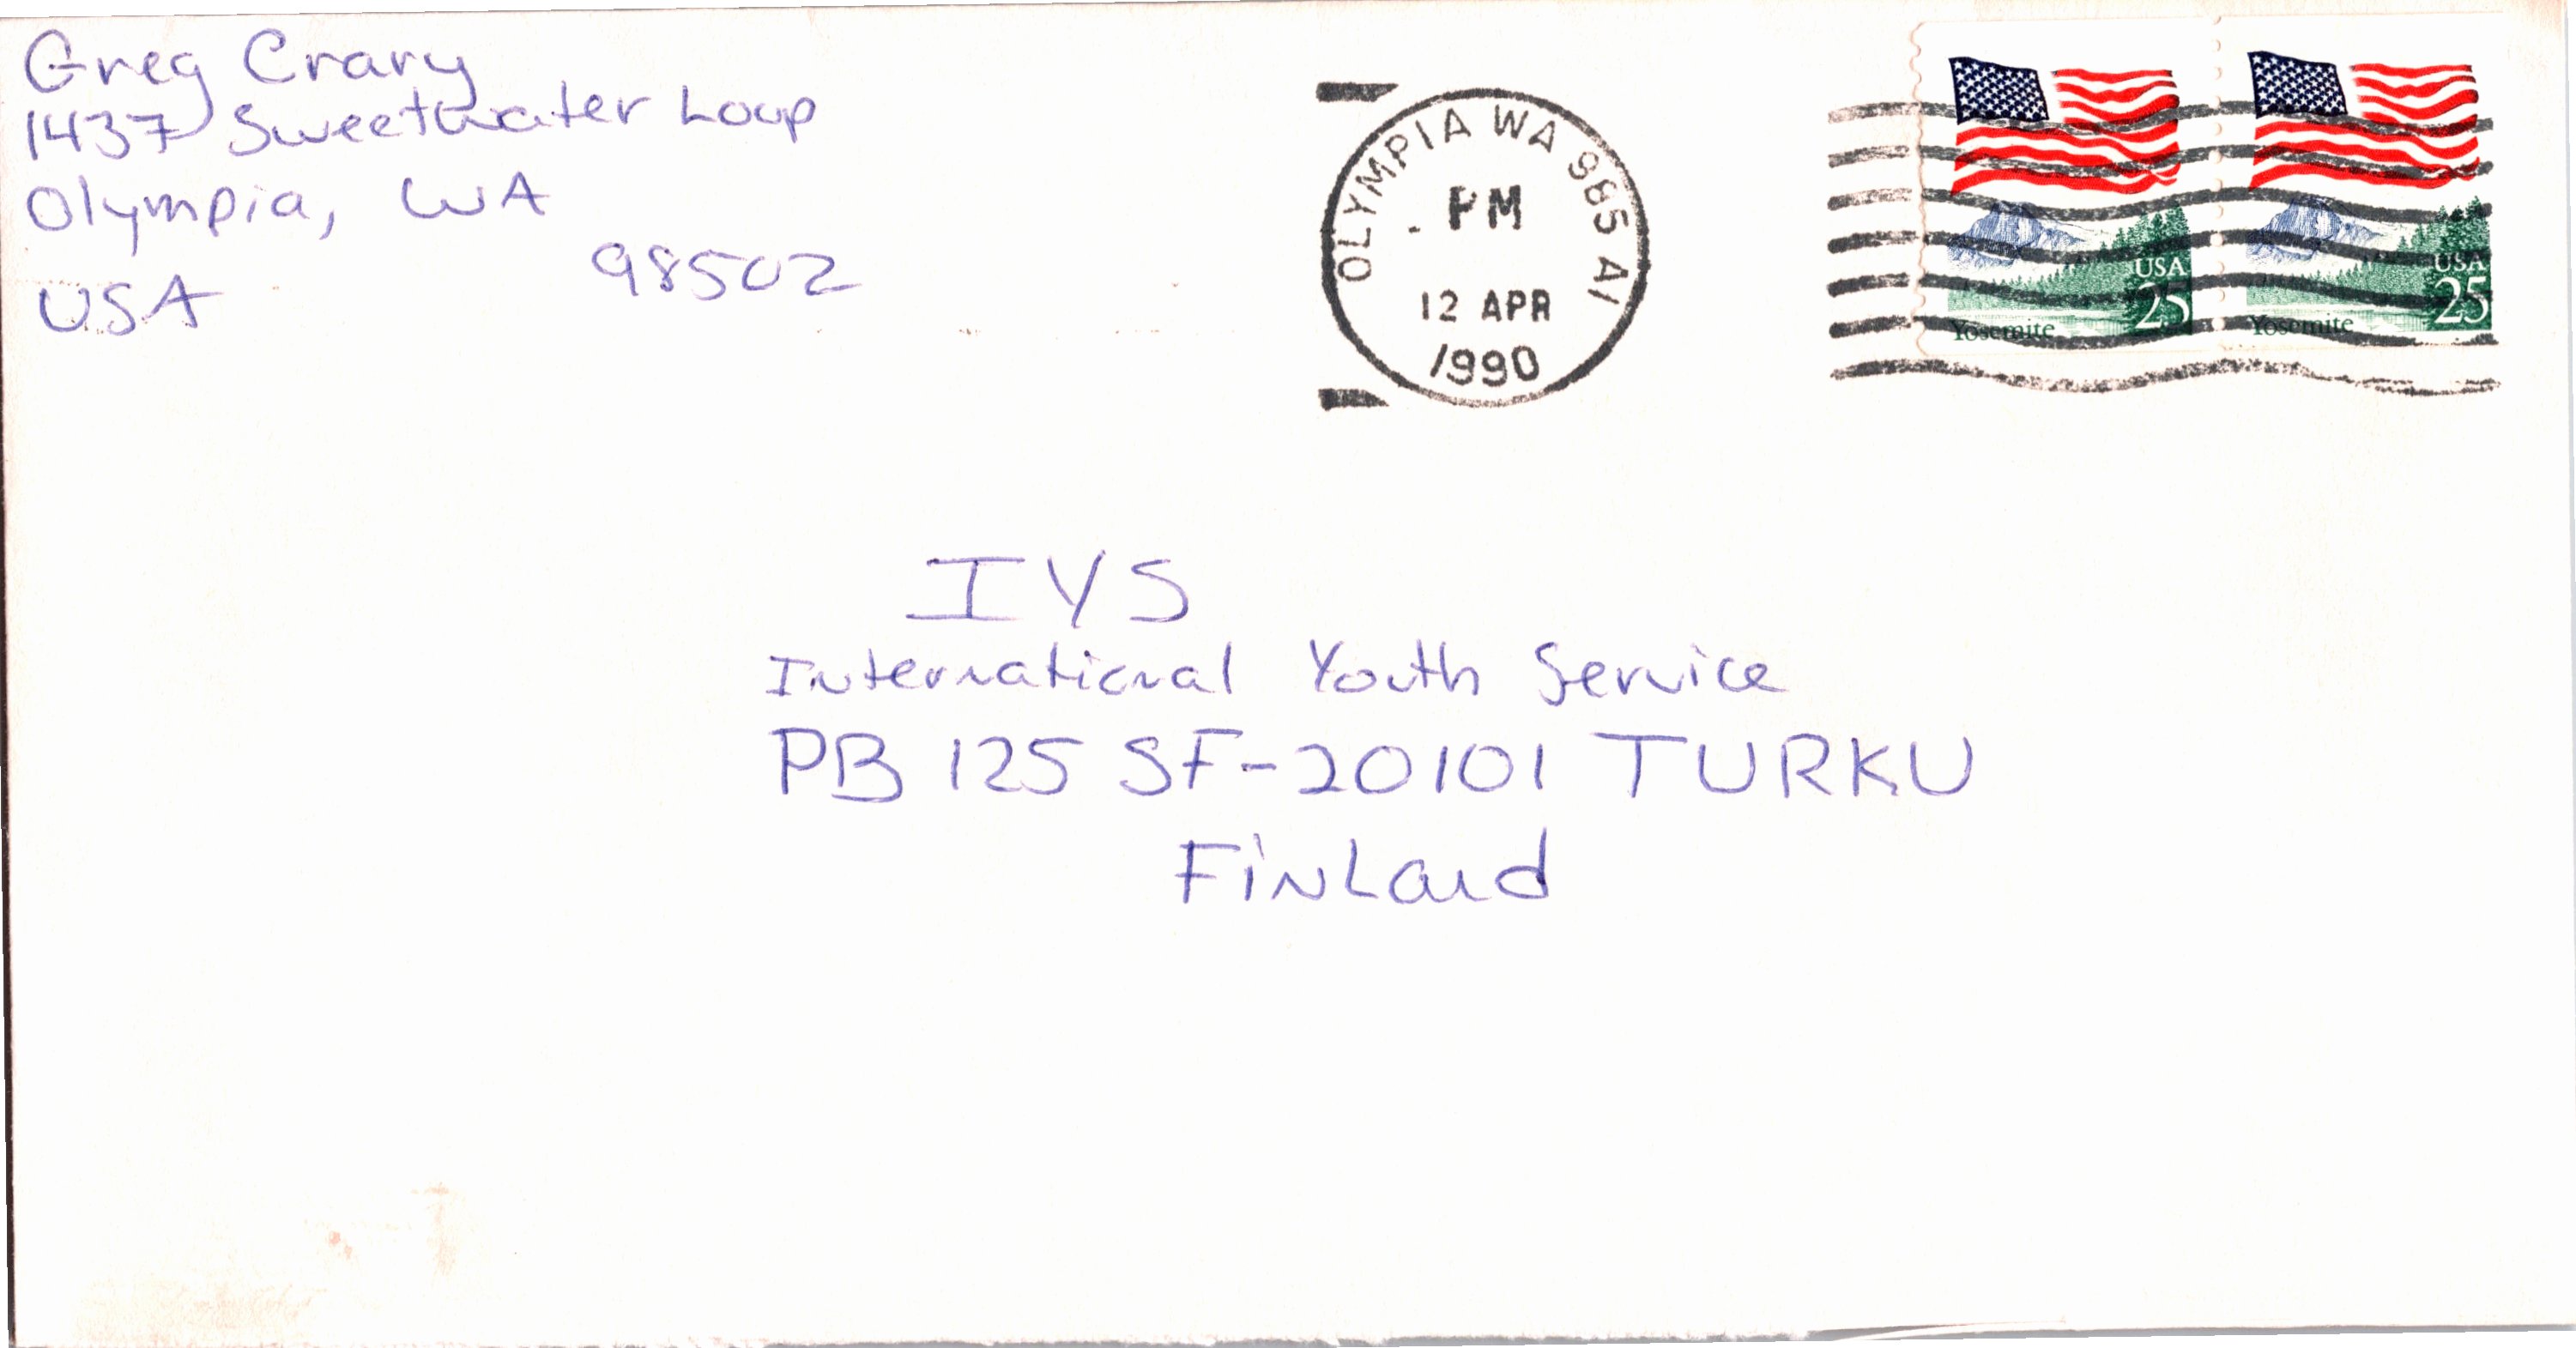 Greg Crary
1437 Sweetwater Loop
Olympia, WA
98502
USA
OLYMPIA WA 985 A1
PM
12 APR
1990
USA
25
Yosemite
USA
25
Yosemite
IYS
International Youth Service
PB 125 SF-20101 TURKU
FinLand